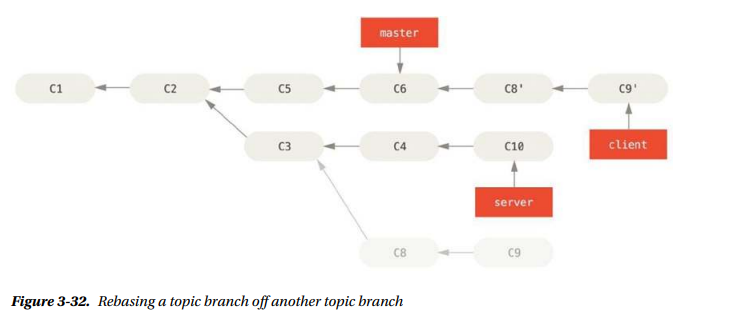 master
C1 C2 C5 C6 C8' C9'
C3 C4 C10 client
server
C8 C9
Figure 3-32. Rebasing a topic branch off another topic branch